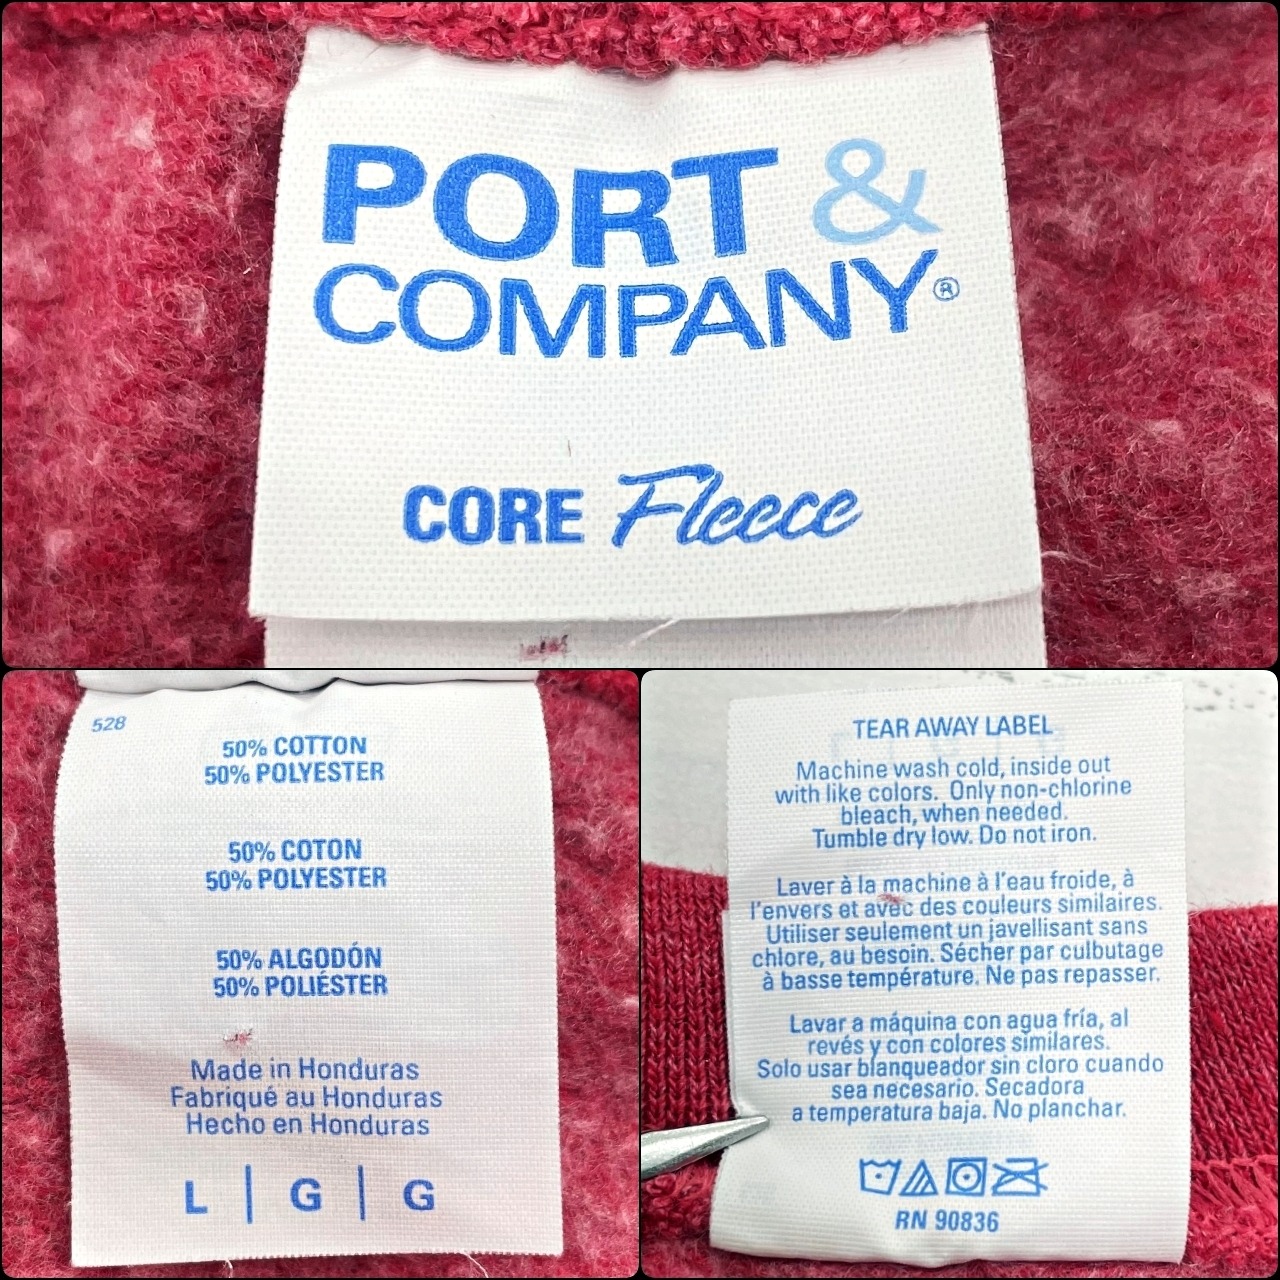 PORT &
COMPANY®
CORE Fleece
528
50% COTTON
50% POLYESTER
50% COTON
50% POLYESTER
50% ALGODÓN
50% POLIÉSTER
Made in Honduras
Fabriqué au Honduras
Hecho en Honduras
L | G | G
TEAR AWAY LABEL
Machine wash cold, inside out
with like colors. Only non-chlorine
bleach, when needed.
Tumble dry low. Do not iron.
Laver à la machine à l'eau froide, à
l'envers et avec des couleurs similaires.
Utiliser seulement un javellisant sans
chlore, au besoin. Sécher par culbutage
à basse température. Ne pas repasser.
Lavar a máquina con agua fría, al
revés y con colores similares.
Solo usar blanqueador sin cloro cuando
sea necesario. Secadora
a temperatura baja. No planchar.
RN 90836